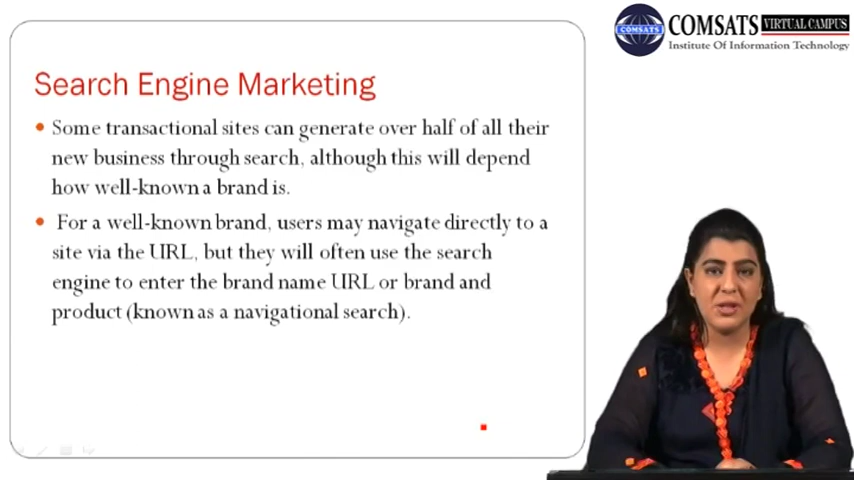 COMSATS
COMSATS VIRTUAL CAMPUS
Institute Of Information Technology
Search Engine Marketing
• Some transactional sites can generate over half of all their
new business through search, although this will depend
how well-known a brand is.
• For a well-known brand, users may navigate directly to a
site via the URL, but they will often use the search
engine to enter the brand name URL or brand and
product (known as a navigational search).